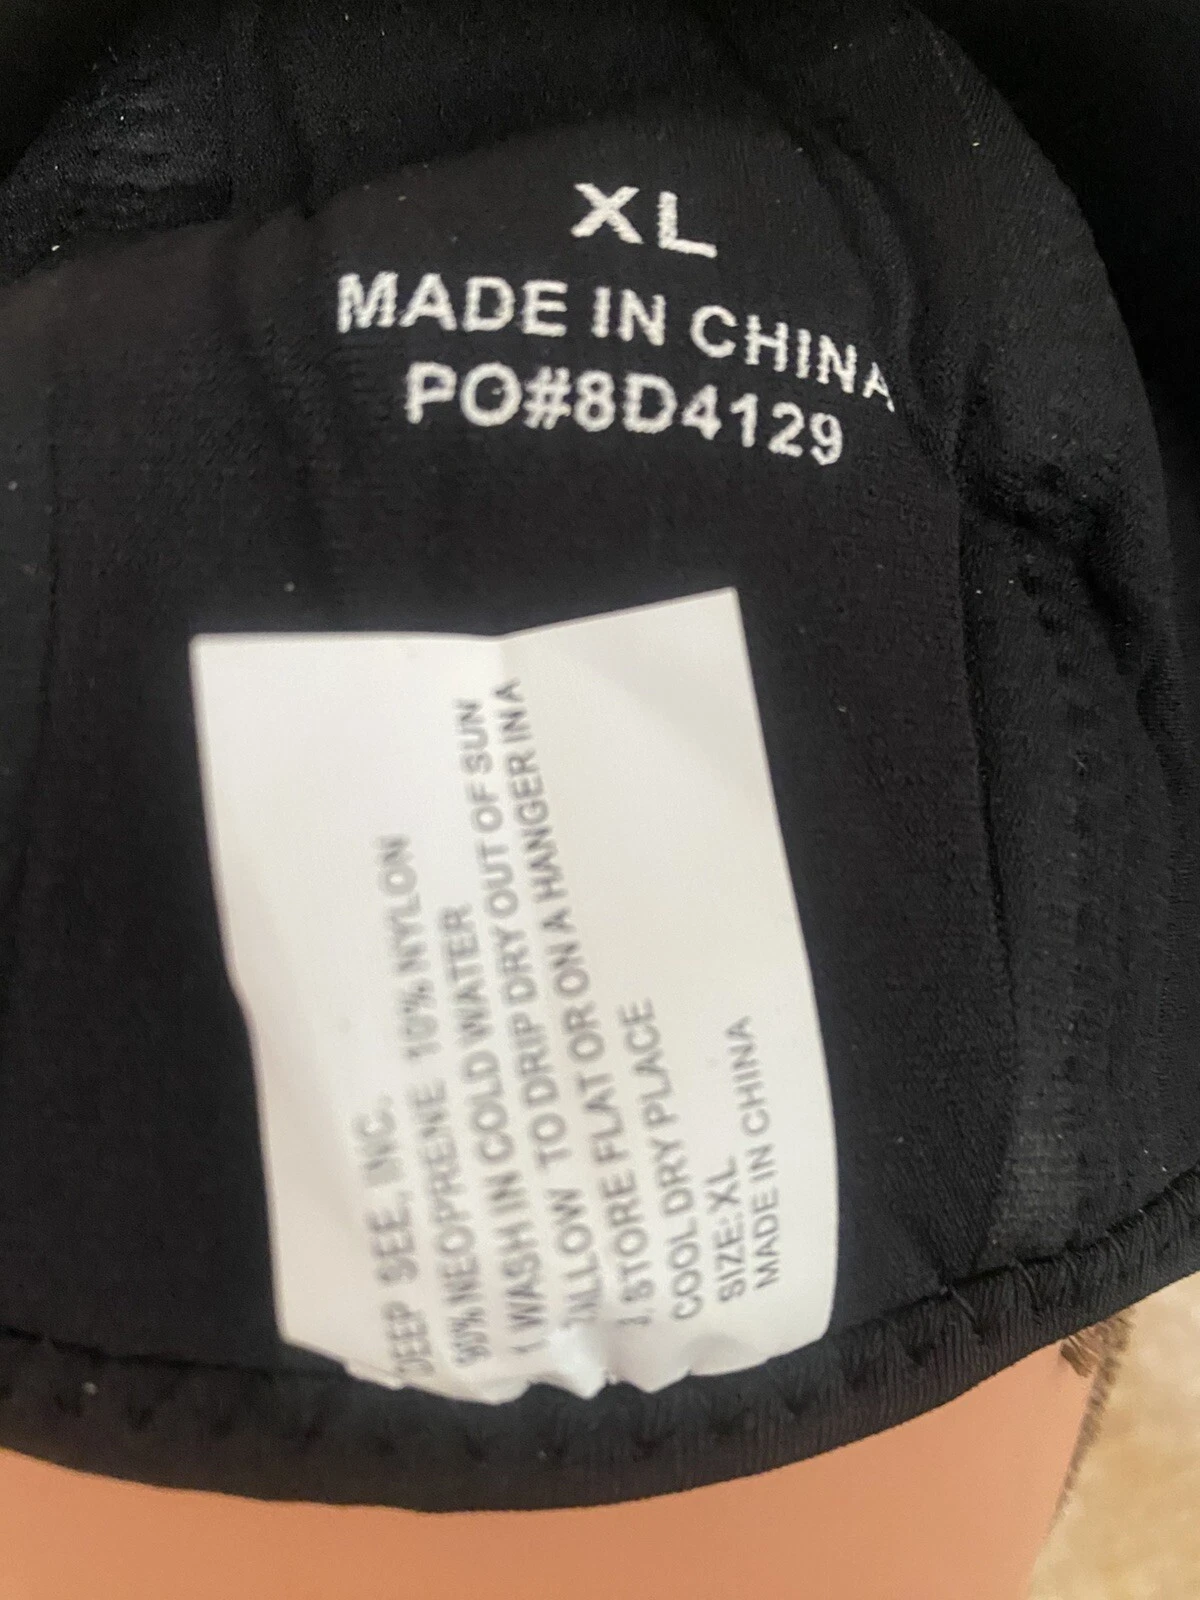 XL
MADE IN CHINA
PO#8D4129
DEEP SEE, INC.
90% NEOPRENE 10% NYLON
1 WASH IN COLD WATER
ALLOW TO DRIP DRY OUT OF SUN
STORE FLAT OR ON A HANGER IN A
COOL DRY PLACE
SIZE: XL
MADE IN CHINA